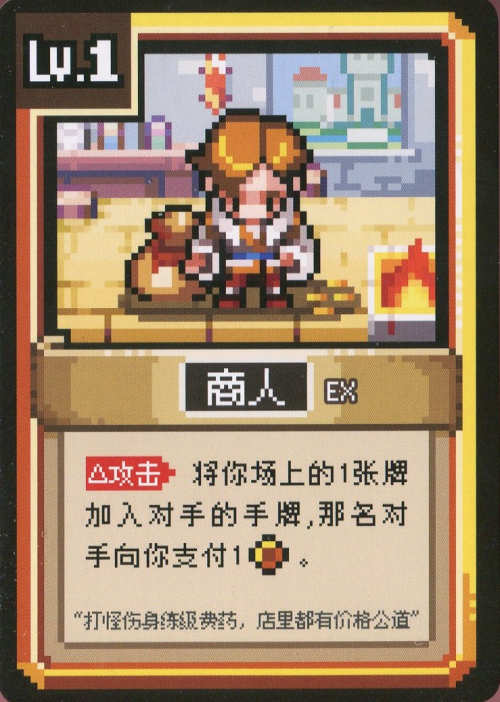 Lv.1
商人 EX
△攻击 将你场上的1张牌
加入对手的手牌,那名对
手向你支付1 。
“打怪伤身练级费药，店里都有价格公道”